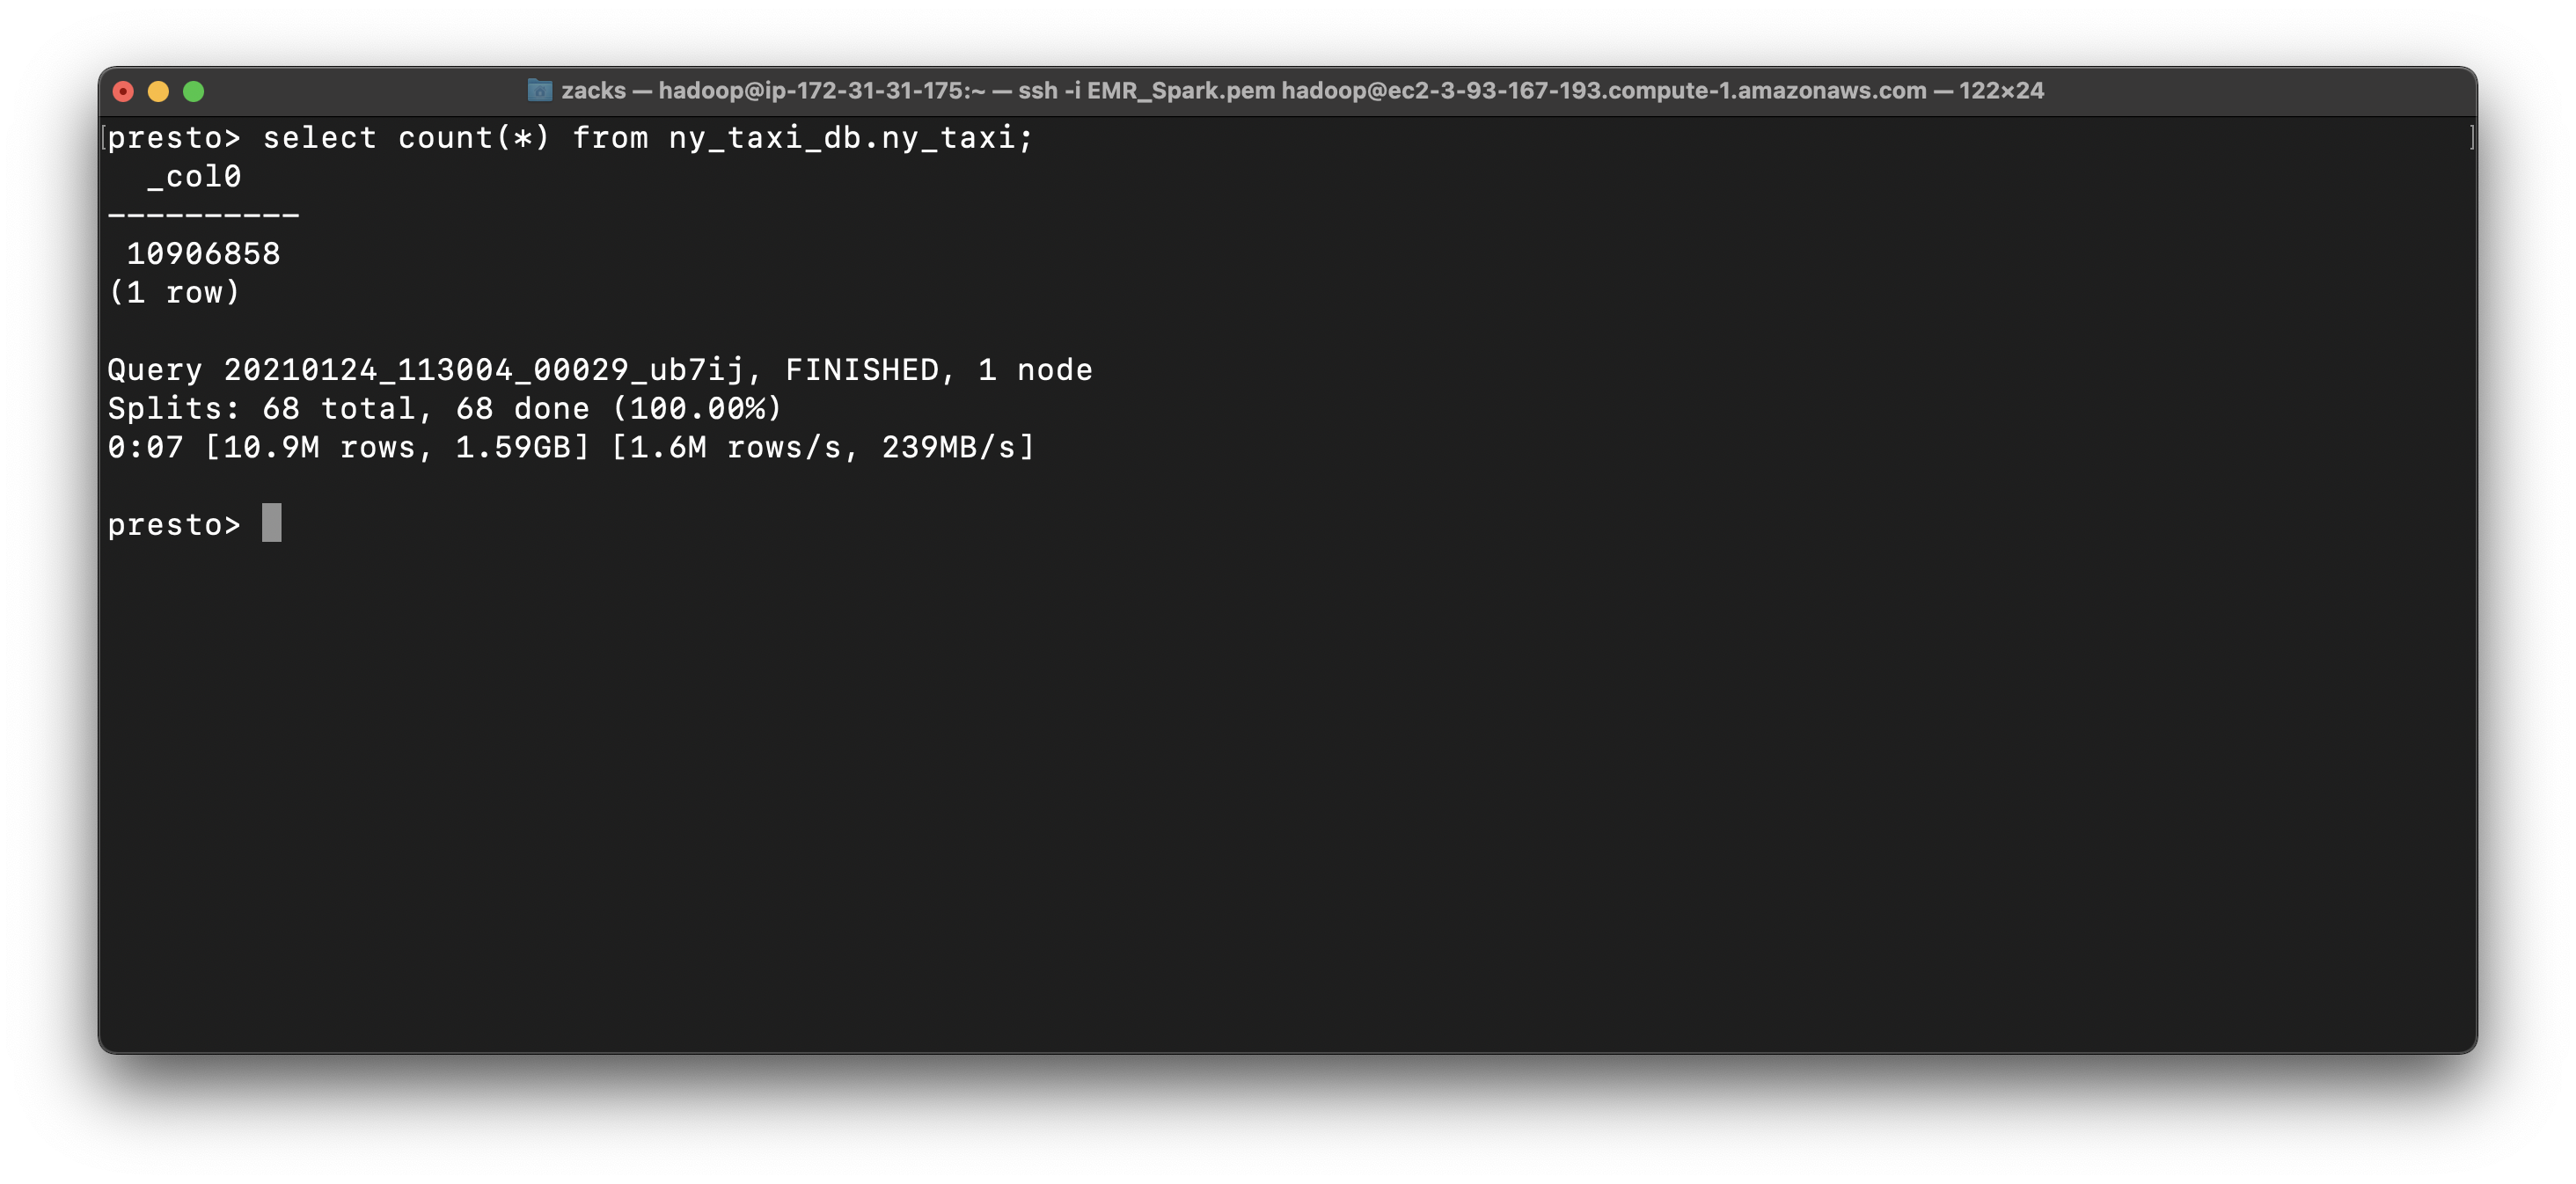 zacks — hadoop@ip-172-31-31-175:~ — ssh -i EMR_Spark.pem hadoop@ec2-3-93-167-193.compute-1.amazonaws.com — 122×24
[presto> select count(*) from ny_taxi_db.ny_taxi; ]
_col0
----------
10906858
(1 row)
Query 20210124_113004_00029_ub7ij, FINISHED, 1 node
Splits: 68 total, 68 done (100.00%)
0:07 [10.9M rows, 1.59GB] [1.6M rows/s, 239MB/s]
presto>